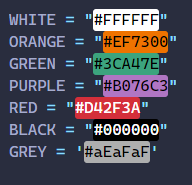 WHITE = "#FFFFFF"
ORANGE = "#EF7300"
GREEN = "#3CA47E"
PURPLE = "#B076C3"
RED = "#D42F3A"
BLACK = "#000000"
GREY = '#aEaFaF'